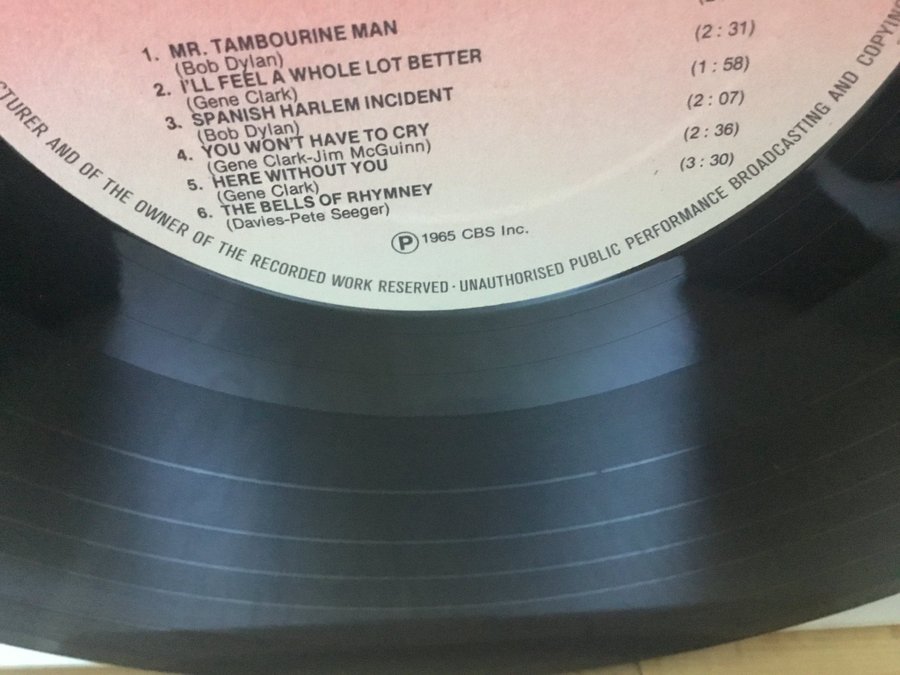 1. MR. TAMBOURINE MAN
(Bob Dylan)
2. I'LL FEEL A WHOLE LOT BETTER (2 : 31)
(Gene Clark)
3. SPANISH HARLEM INCIDENT (1 : 58)
(Bob Dylan)
4. YOU WON'T HAVE TO CRY (2 : 07)
(Gene Clark-Jim McGuinn)
5. HERE WITHOUT YOU (2 : 36)
(Gene Clark)
6. THE BELLS OF RHYMNEY (3 : 30)
(Davies-Pete Seeger)
Ⓟ 1965 CBS Inc.
AND OF THE OWNER OF THE RECORDED WORK RESERVED · UNAUTHORISED PUBLIC PERFORMANCE BROADCASTING AND COPYING